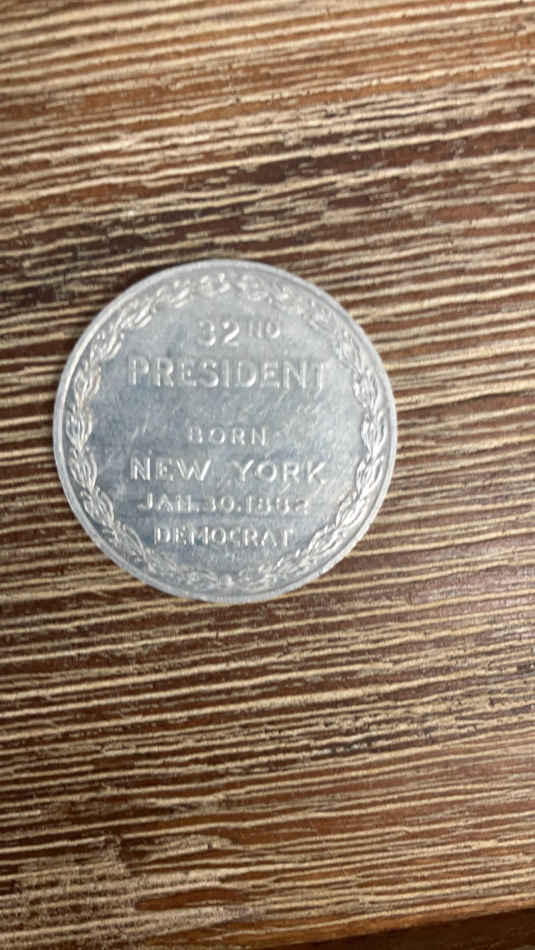 32ND
PRESIDENT
BORN
NEW YORK
JAN. 30. 1882
DEMOCRAT